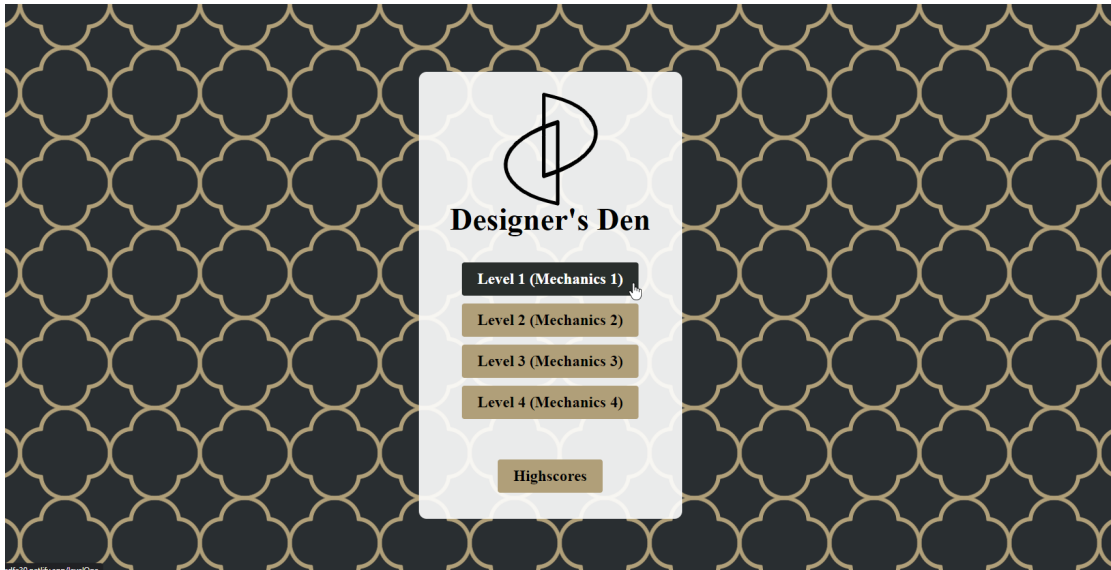 Designer's Den
Level 1 (Mechanics 1)
Level 2 (Mechanics 2)
Level 3 (Mechanics 3)
Level 4 (Mechanics 4)
Highscores